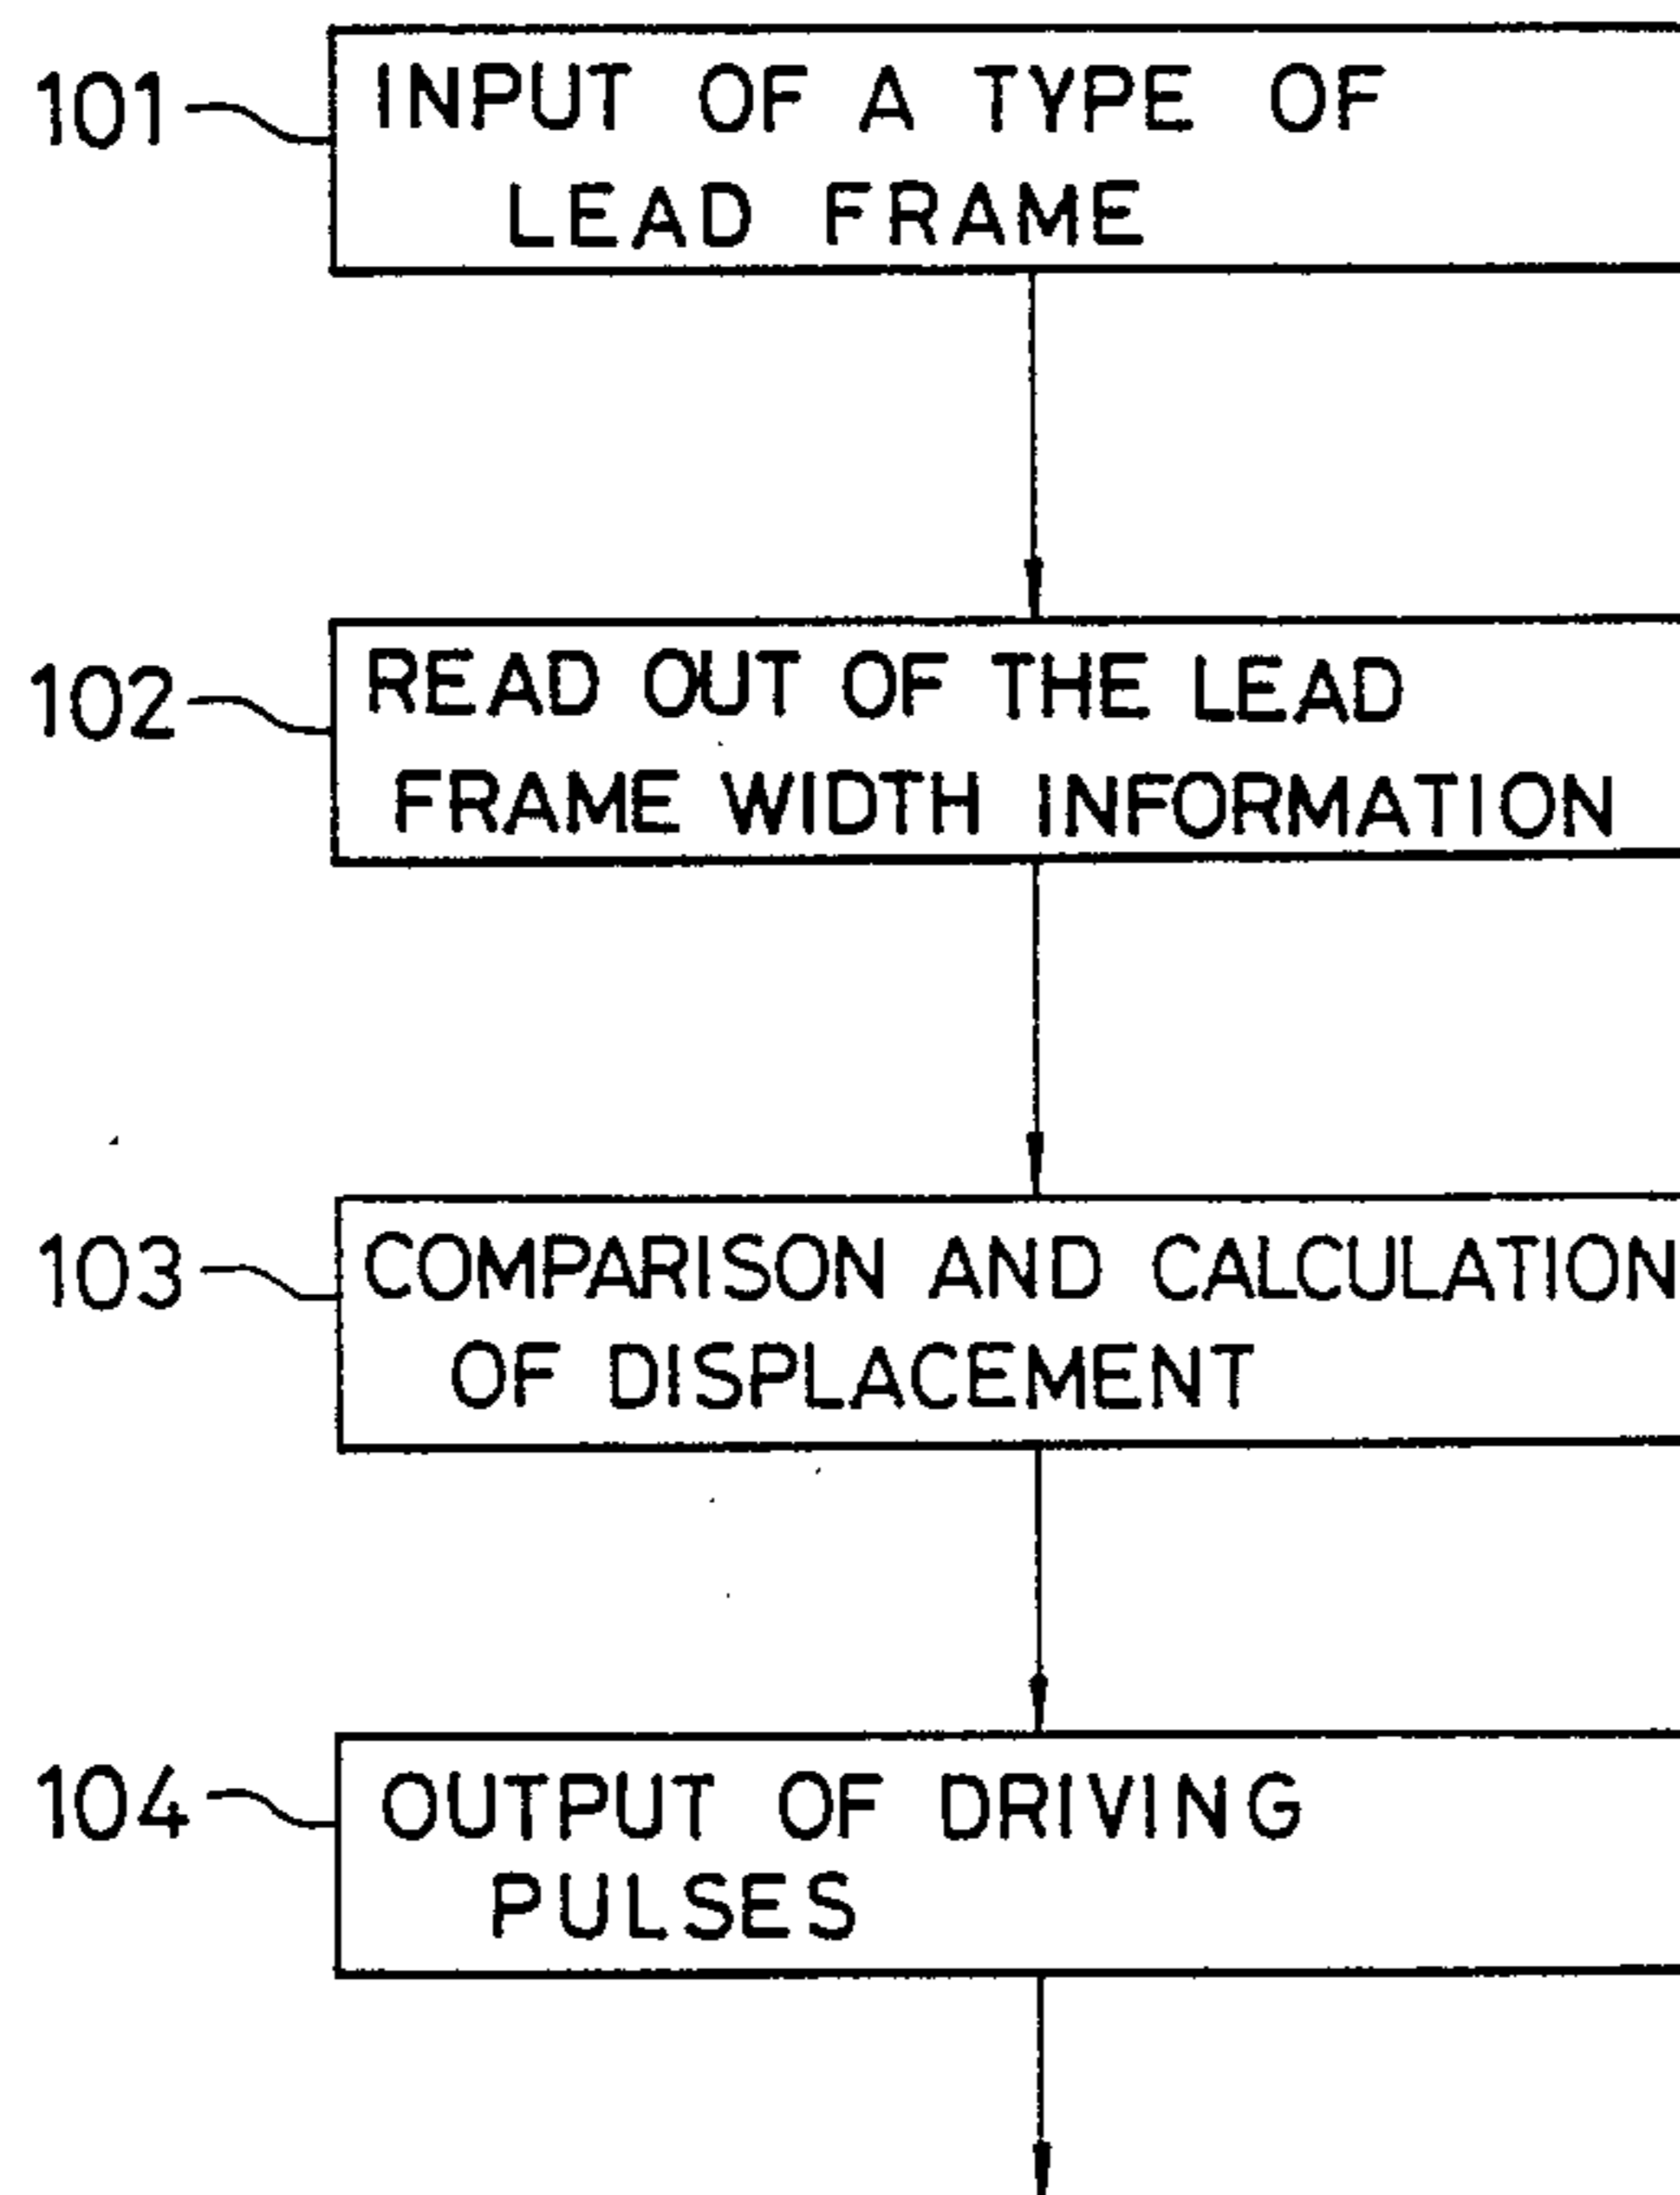 101
INPUT OF A TYPE OF
LEAD FRAME
102
READ OUT OF THE LEAD
FRAME WIDTH INFORMATION
103
COMPARISON AND CALCULATION
OF DISPLACEMENT
104
OUTPUT OF DRIVING
PULSES